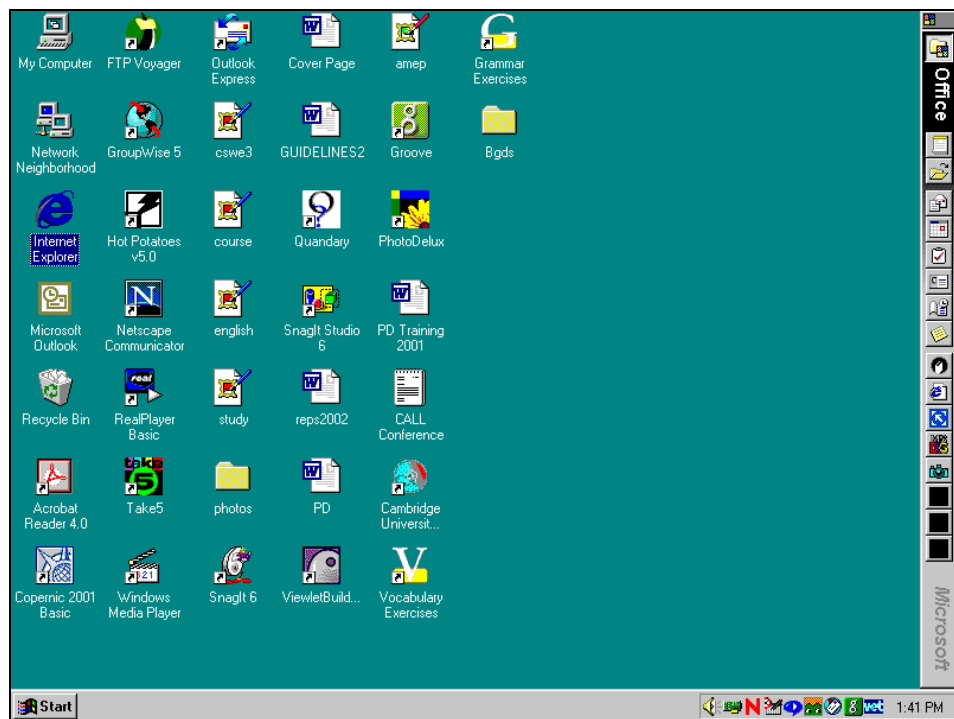 My Computer
FTP Voyager
Outlook
Express
Cover Page
amep
Grammar
Exercises
Network
Neighborhood
GroupWise 5
cswe3
GUIDELINES2
Groove
Bgds
Internet
Explorer
Hot Potatoes
v5.0
course
Quandary
PhotoDelux
Microsoft
Outlook
Netscape
Communicator
english
SnagIt Studio
6
PD Training
2001
Recycle Bin
RealPlayer
Basic
study
reps2002
CALL
Conference
Acrobat
Reader 4.0
Take5
photos
PD
Cambridge
Universit...
Copernic 2001
Basic
Windows
Media Player
SnagIt 6
ViewletBuild...
Vocabulary
Exercises
Office
Microsoft
Start
vet
1:41 PM